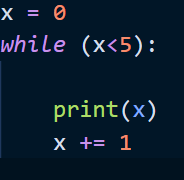 x = 0
while (x<5):
    print(x)
    x += 1